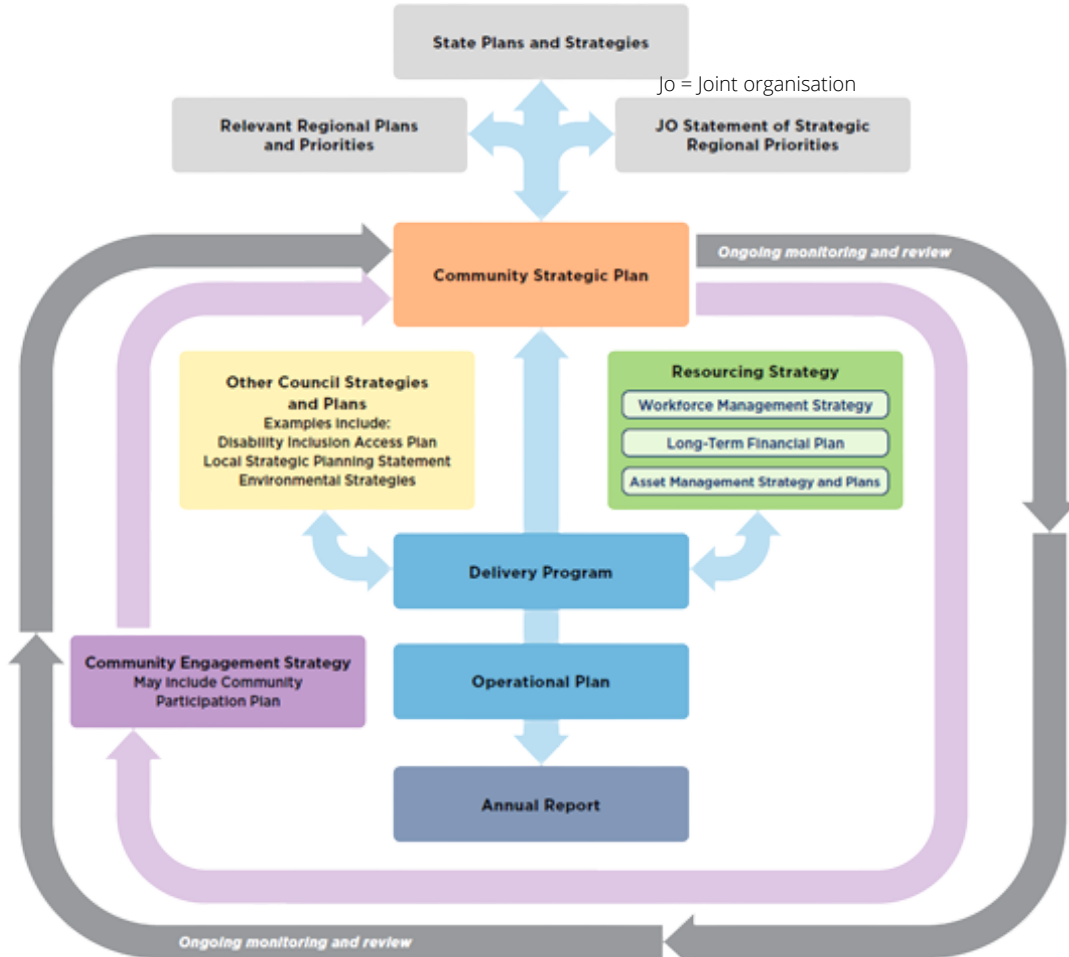 State Plans and Strategies
Jo = Joint organisation
Relevant Regional Plans
and Priorities
JO Statement of Strategic
Regional Priorities
Community Strategic Plan
Ongoing monitoring and review
Other Council Strategies
and Plans
Examples include:
Disability Inclusion Access Plan
Local Strategic Planning Statement
Environmental Strategies
Resourcing Strategy
Workforce Management Strategy
Long-Term Financial Plan
Asset Management Strategy and Plans
Delivery Program
Community Engagement Strategy
May Include Community
Participation Plan
Operational Plan
Annual Report
Ongoing monitoring and review